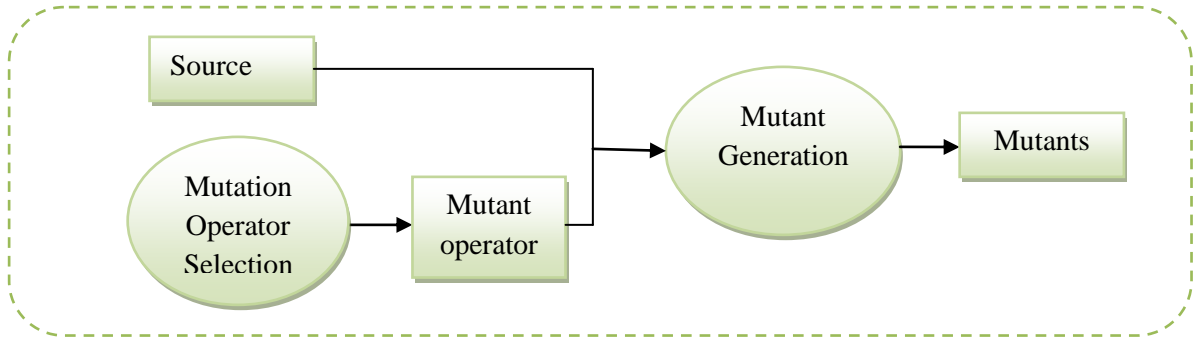 Source
Mutation
Operator
Selection
Mutant
operator
Mutant
Generation
Mutants